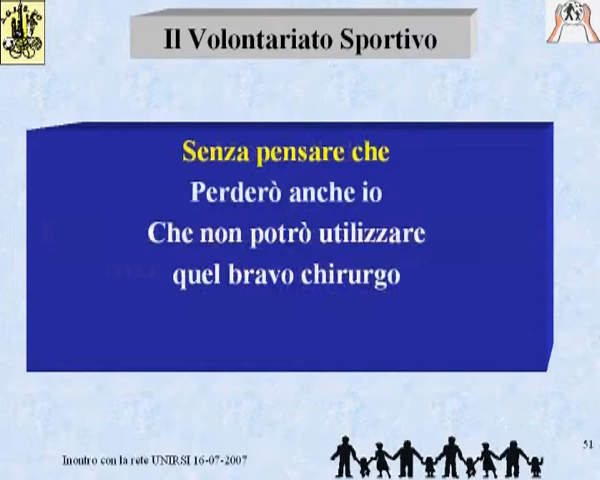 Il Volontariato Sportivo
Senza pensare che
Perderò anche io
Che non potrò utilizzare
quel bravo chirurgo
51
Inontro con la rete UNIRSI 16-07-2007